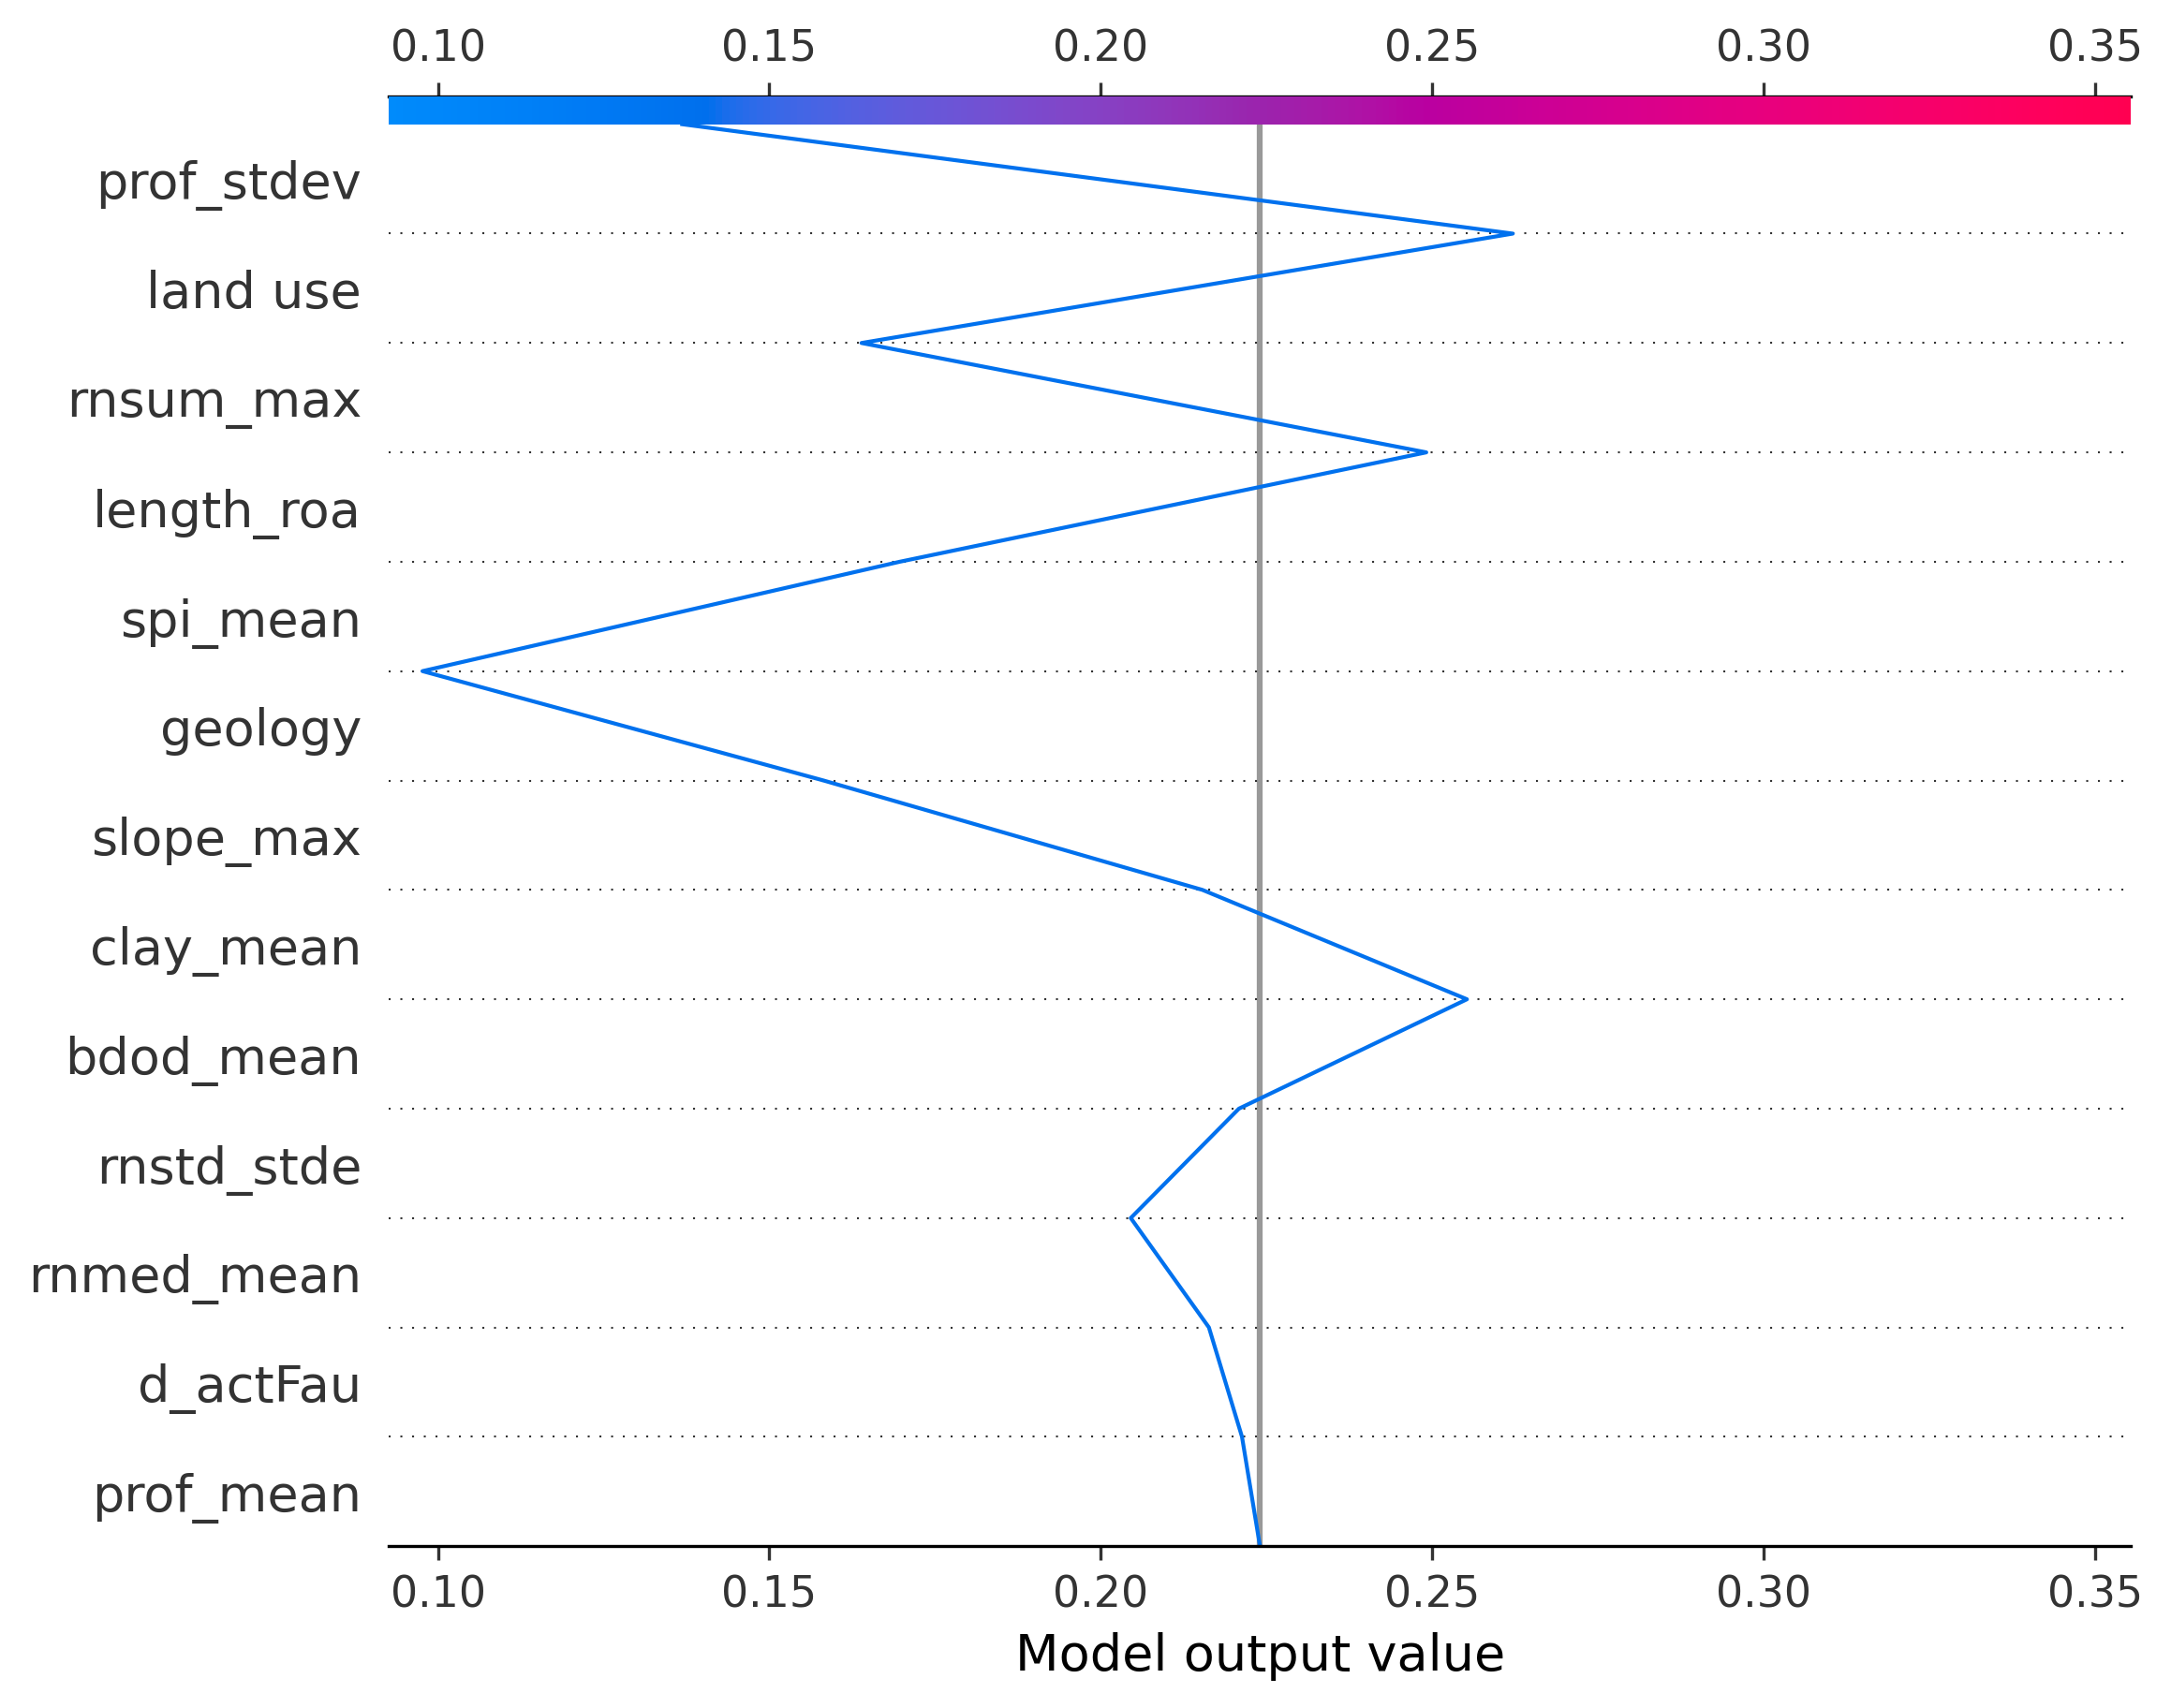 0.10 0.15 0.20 0.25 0.30 0.35
prof_stdev
land use
rnsum_max
length_roa
spi_mean
geology
slope_max
clay_mean
bdod_mean
rnstd_stde
rnmed_mean
d_actFau
prof_mean
0.10 0.15 0.20 0.25 0.30 0.35
Model output value